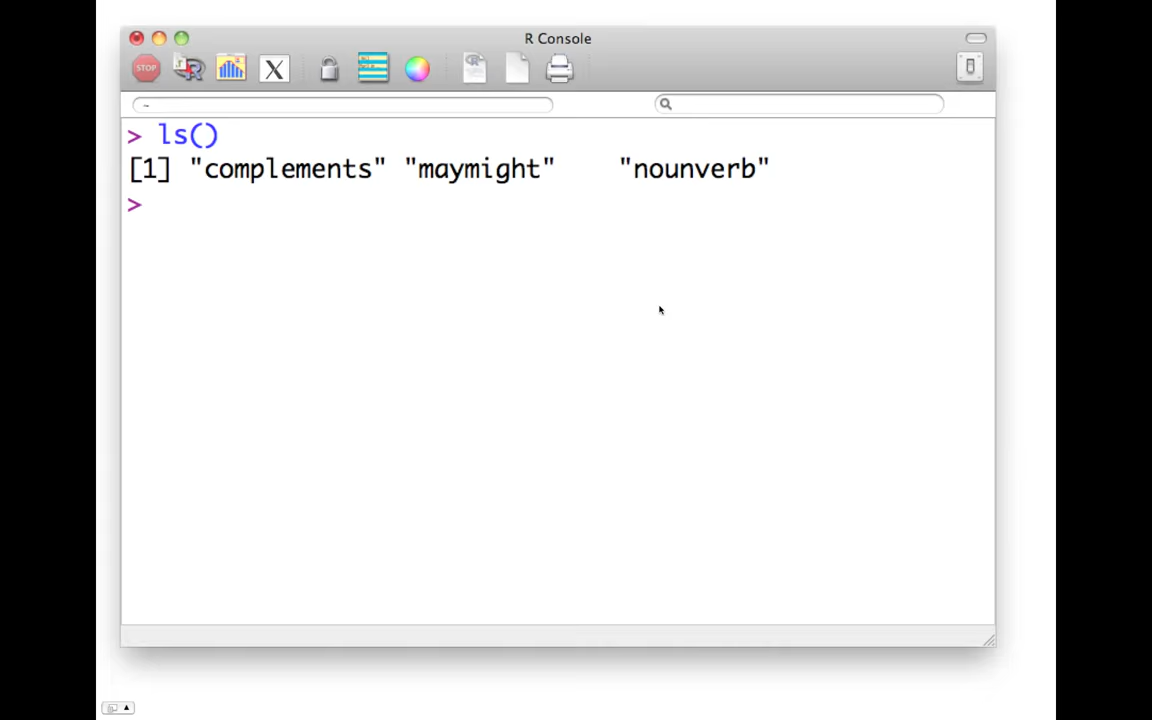 R Console
STOP
R
X
R
~
> ls()
[1] "complements" "maymight"    "nounverb"
>